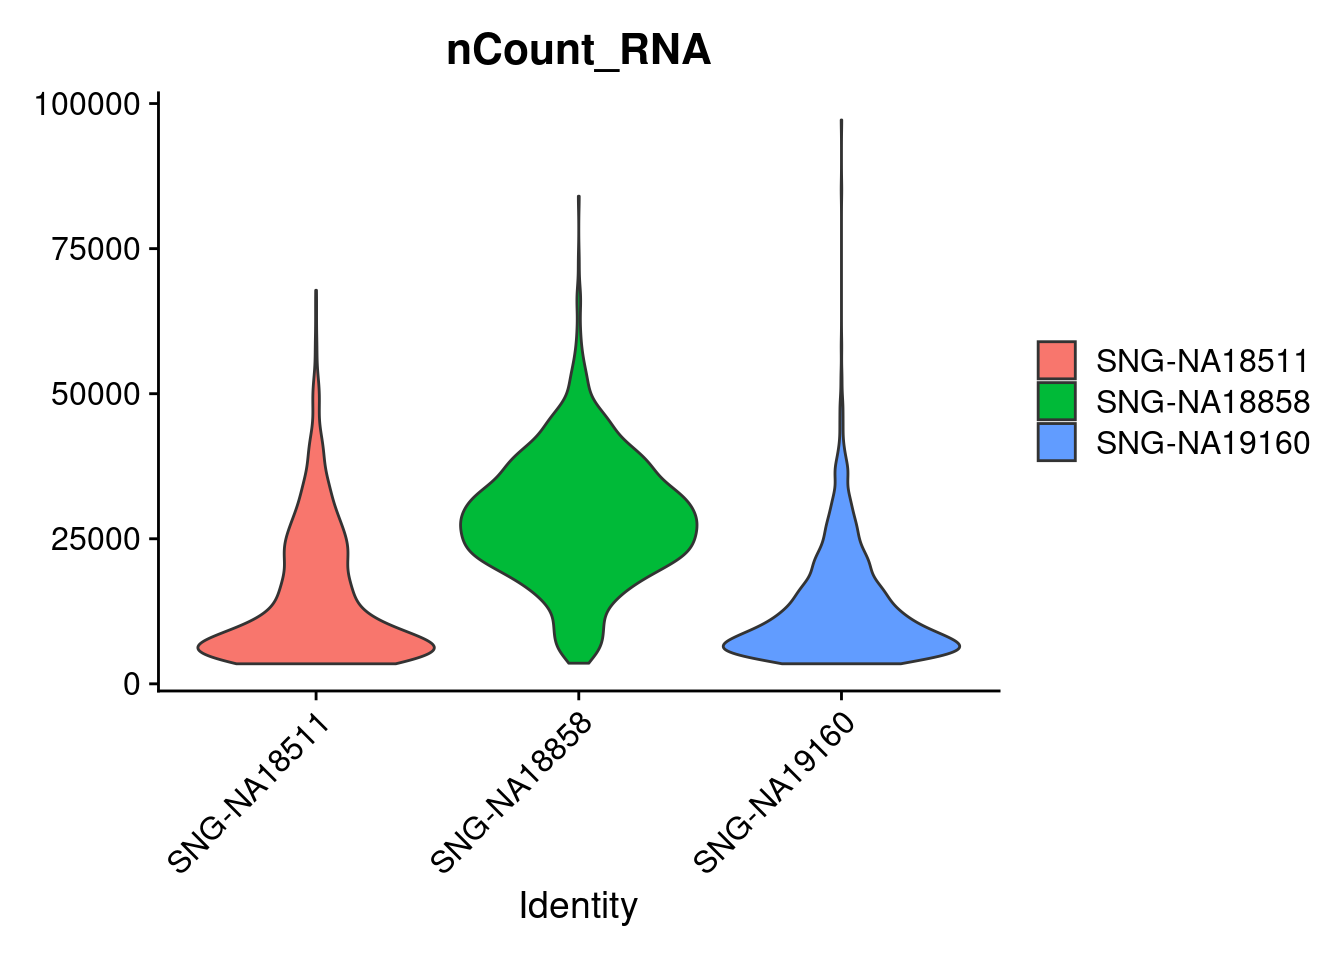 nCount_RNA
100000
75000
50000
25000
0
SNG-NA18511
SNG-NA18858
SNG-NA19160
Identity
SNG-NA18511
SNG-NA18858
SNG-NA19160